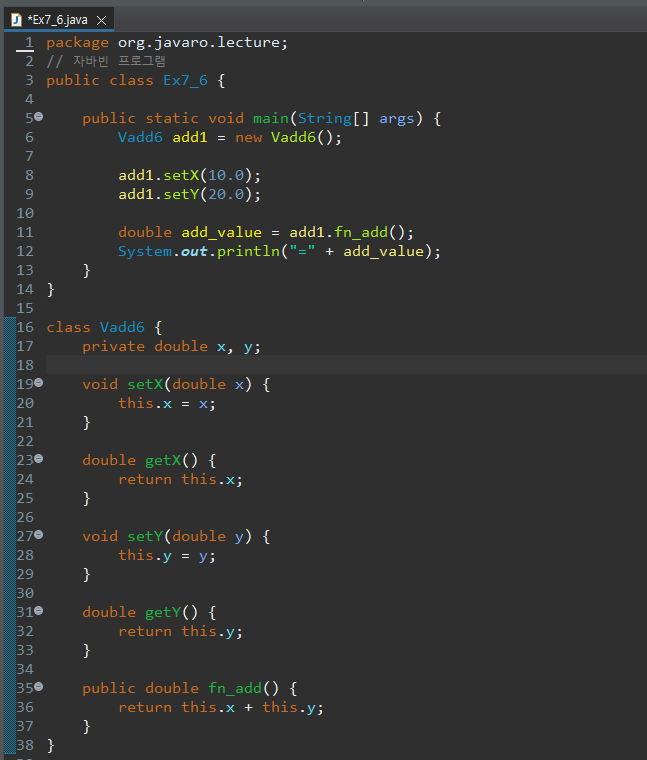 *Ex7_6.java
1 package org.javaro.lecture;
2 // 자바빈 프로그램
3 public class Ex7_6 {
4
5 public static void main(String[] args) {
6 Vadd6 add1 = new Vadd6();
7
8 add1.setX(10.0);
9 add1.setY(20.0);
10
11 double add_value = add1.fn_add();
12 System.out.println("=" + add_value);
13 }
14 }
15
16 class Vadd6 {
17 private double x, y;
18
19 void setX(double x) {
20 this.x = x;
21 }
22
23 double getX() {
24 return this.x;
25 }
26
27 void setY(double y) {
28 this.y = y;
29 }
30
31 double getY() {
32 return this.y;
33 }
34
35 public double fn_add() {
36 return this.x + this.y;
37 }
38 }